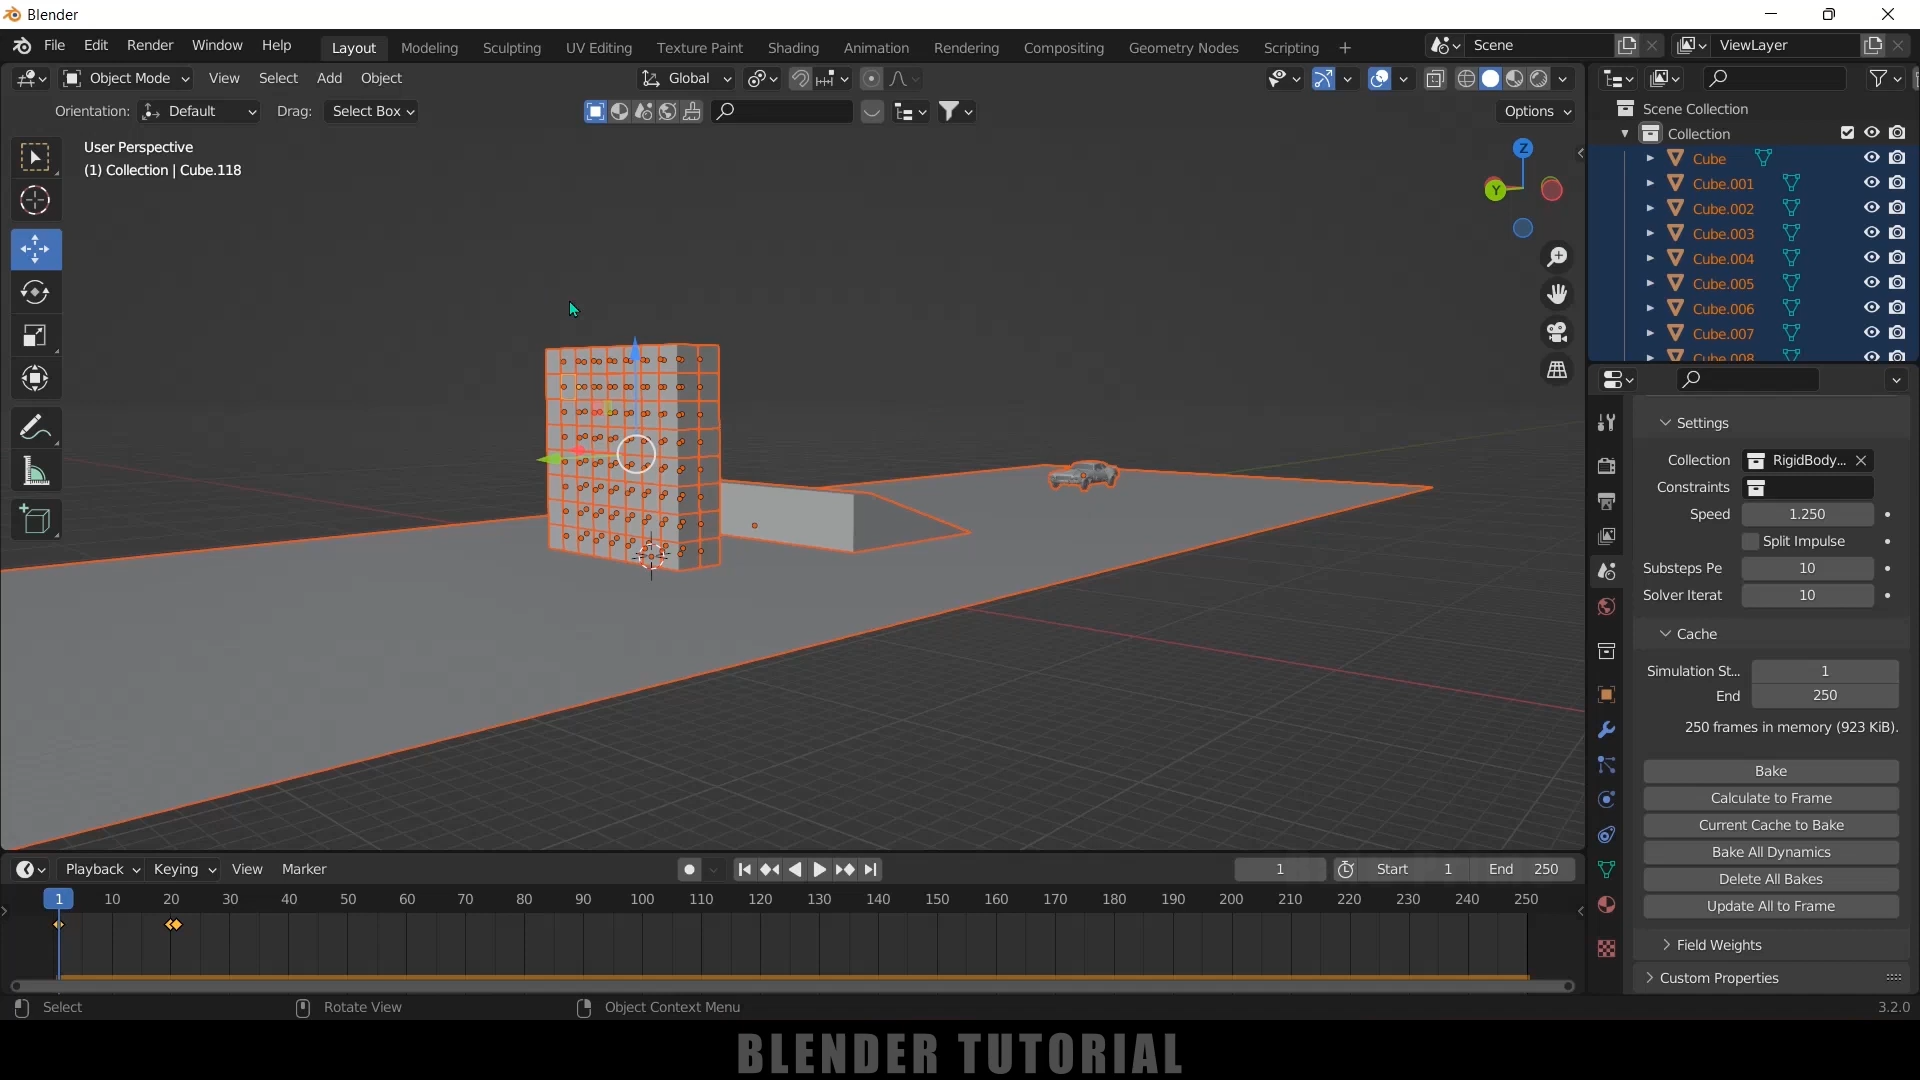 Blender
File Edit Render Window Help Layout Modeling Sculpting UV Editing Texture Paint Shading Animation Rendering Compositing Geometry Nodes Scripting + Scene ViewLayer
Object Mode View Select Add Object Global
Orientation: Default Drag: Select Box Options
User Perspective
(1) Collection | Cube.118
Z
Y
Scene Collection
Collection
Cube
Cube.001
Cube.002
Cube.003
Cube.004
Cube.005
Cube.006
Cube.007
Cube.008
Settings
Collection RigidBody...
Constraints
Speed 1.250
Split Impulse
Substeps Pe 10
Solver Iterat 10
Cache
Simulation St... 1
End 250
250 frames in memory (923 KiB).
Bake
Calculate to Frame
Current Cache to Bake
Bake All Dynamics
Delete All Bakes
Update All to Frame
Field Weights
Custom Properties
Playback Keying View Marker 1 Start 1 End 250
1 10 20 30 40 50 60 70 80 90 100 110 120 130 140 150 160 170 180 190 200 210 220 230 240 250
Select Rotate View Object Context Menu 3.2.0
BLENDER TUTORIAL